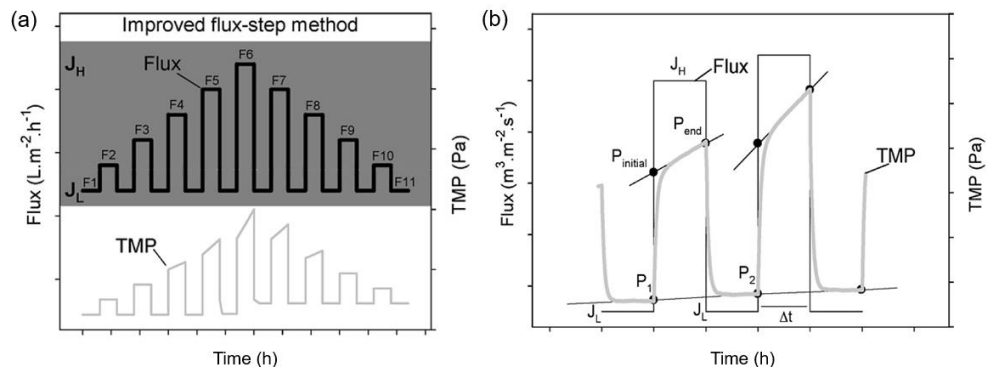 (a)
Improved flux-step method
J_H
Flux
F1
F2
F3
F4
F5
F6
F7
F8
F9
F10
F11
J_L
TMP
Flux (L.m⁻².h⁻¹)
TMP (Pa)
Time (h)
(b)
J_H
Flux
P_initial
P_end
TMP
P_1
P_2
J_L
J_L
Δt
Flux (m³.m⁻².s⁻¹)
TMP (Pa)
Time (h)